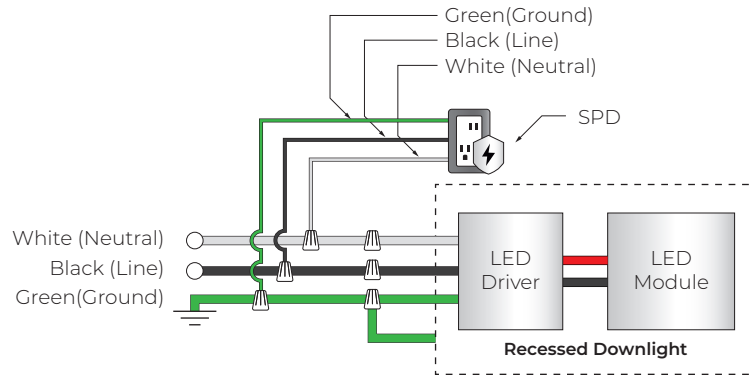 Green(Ground)
Black (Line)
White (Neutral)
SPD
White (Neutral)
Black (Line)
Green(Ground)
LED
Driver
LED
Module
Recessed Downlight